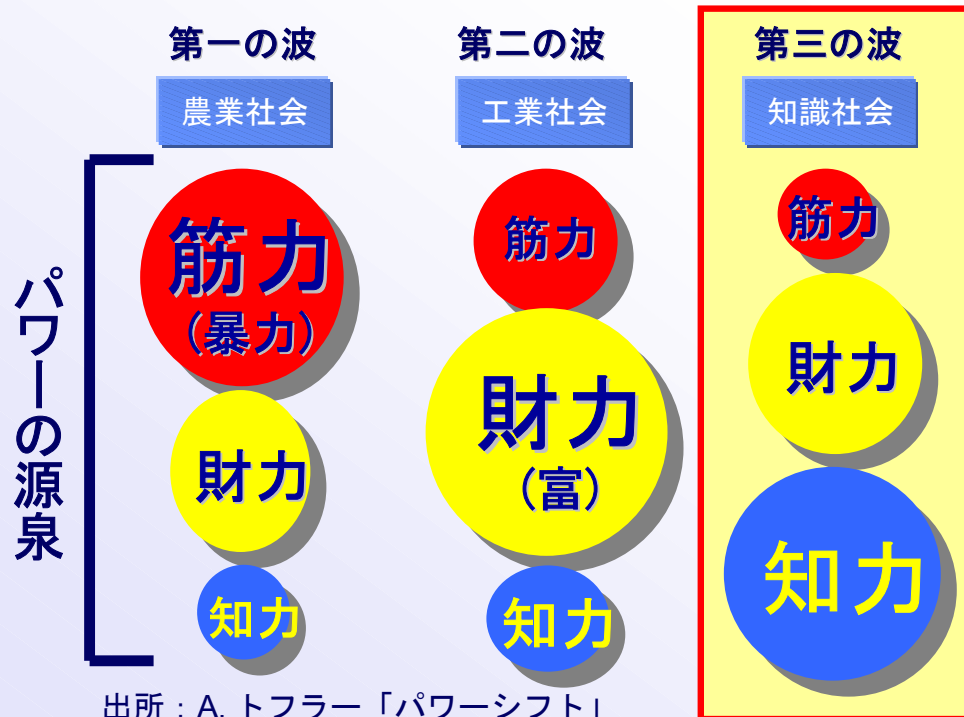 第一の波
第二の波
第三の波
農業社会
工業社会
知識社会
パワーの源泉
筋力
（暴力）
財力
知力
筋力
財力
（富）
知力
筋力
財力
知力
出所：A. トフラー「パワーシフト」